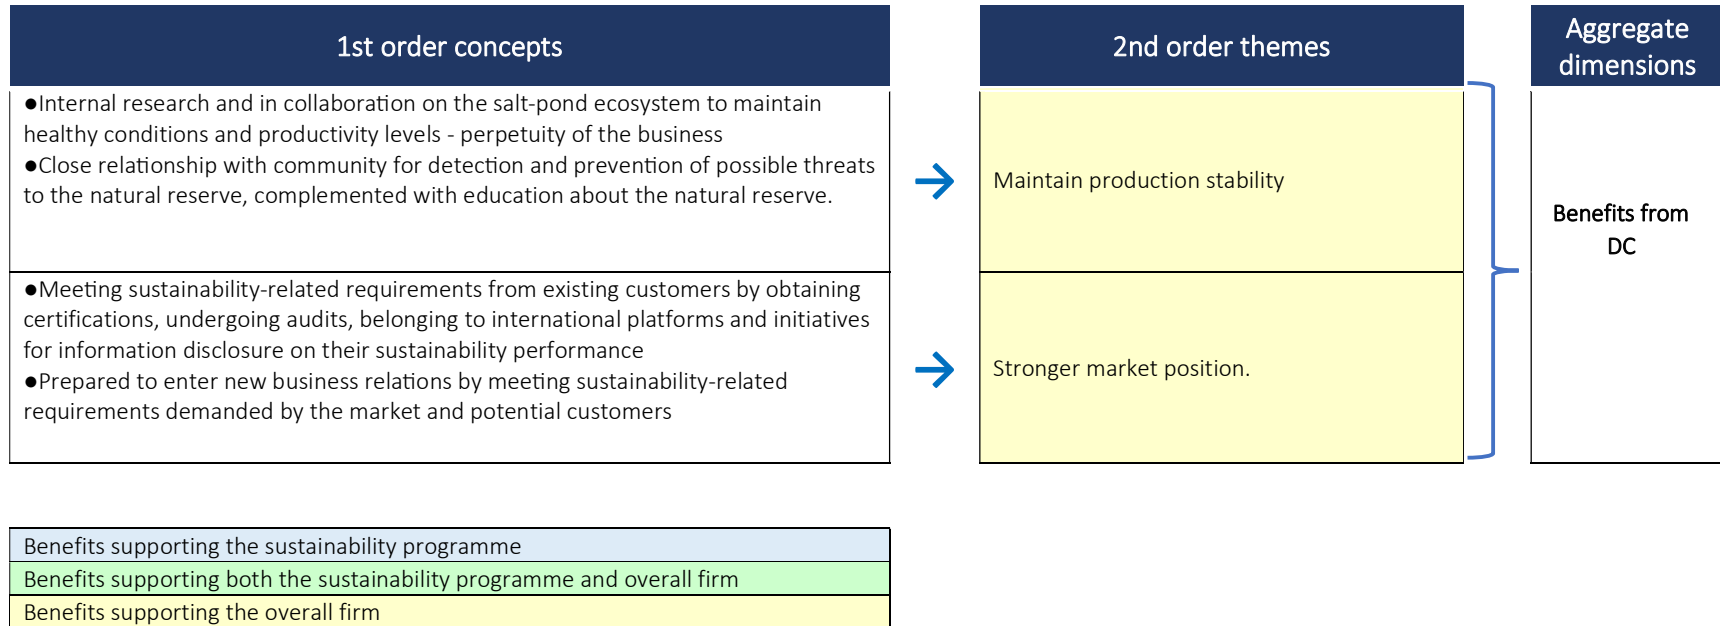 1st order concepts
2nd order themes
Aggregate
dimensions
●Internal research and in collaboration on the salt-pond ecosystem to maintain
healthy conditions and productivity levels - perpetuity of the business
●Close relationship with community for detection and prevention of possible threats
to the natural reserve, complemented with education about the natural reserve.
Maintain production stability
Benefits from
DC
●Meeting sustainability-related requirements from existing customers by obtaining
certifications, undergoing audits, belonging to international platforms and initiatives
for information disclosure on their sustainability performance
●Prepared to enter new business relations by meeting sustainability-related
requirements demanded by the market and potential customers
Stronger market position.
Benefits supporting the sustainability programme
Benefits supporting both the sustainability programme and overall firm
Benefits supporting the overall firm